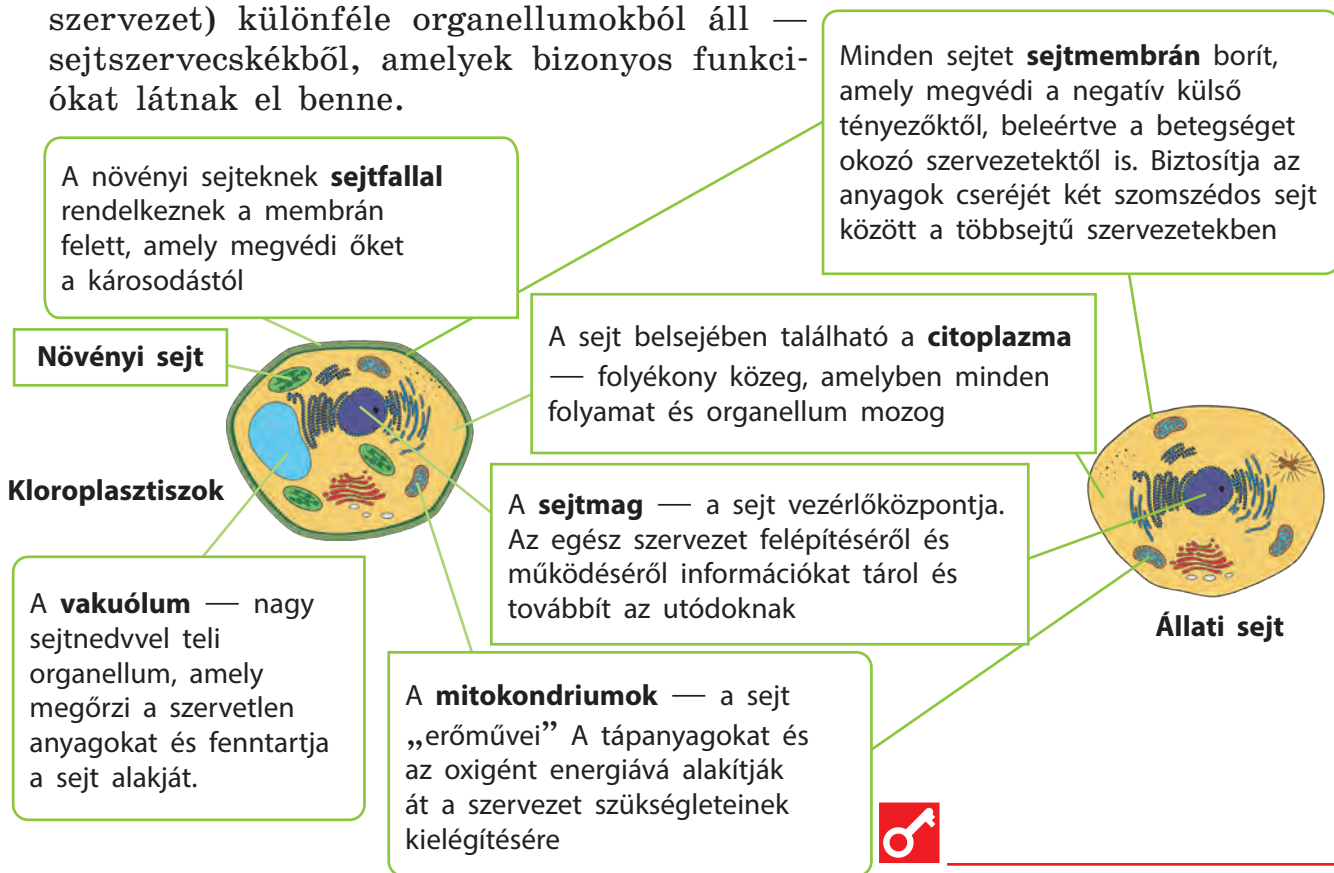 szervezet) különféle organellumokból áll —
sejtszervecskékből, amelyek bizonyos funkci-
ókat látnak el benne.
Minden sejtet sejtmembrán borít,
amely megvédi a negatív külső
tényezőktől, beleértve a betegséget
okozó szervezetektől is. Biztosítja az
anyagok cseréjét két szomszédos sejt
között a többsejtű szervezetekben
A növényi sejteknek sejtfallal
rendelkeznek a membrán
felett, amely megvédi őket
a károsodástól
Növényi sejt
A sejt belsejében található a citoplazma
— folyékony közeg, amelyben minden
folyamat és organellum mozog
Kloroplasztiszok
A sejtmag — a sejt vezérlőközpontja.
Az egész szervezet felépítéséről és
működéséről információkat tárol és
továbbít az utódoknak
Állati sejt
A vakuólum — nagy
sejtnedvvel teli
organellum, amely
megőrzi a szervetlen
anyagokat és fenntartja
a sejt alakját.
A mitokondriumok — a sejt
„erőművei” A tápanyagokat és
az oxigént energiává alakítják
át a szervezet szükségleteinek
kielégítésére